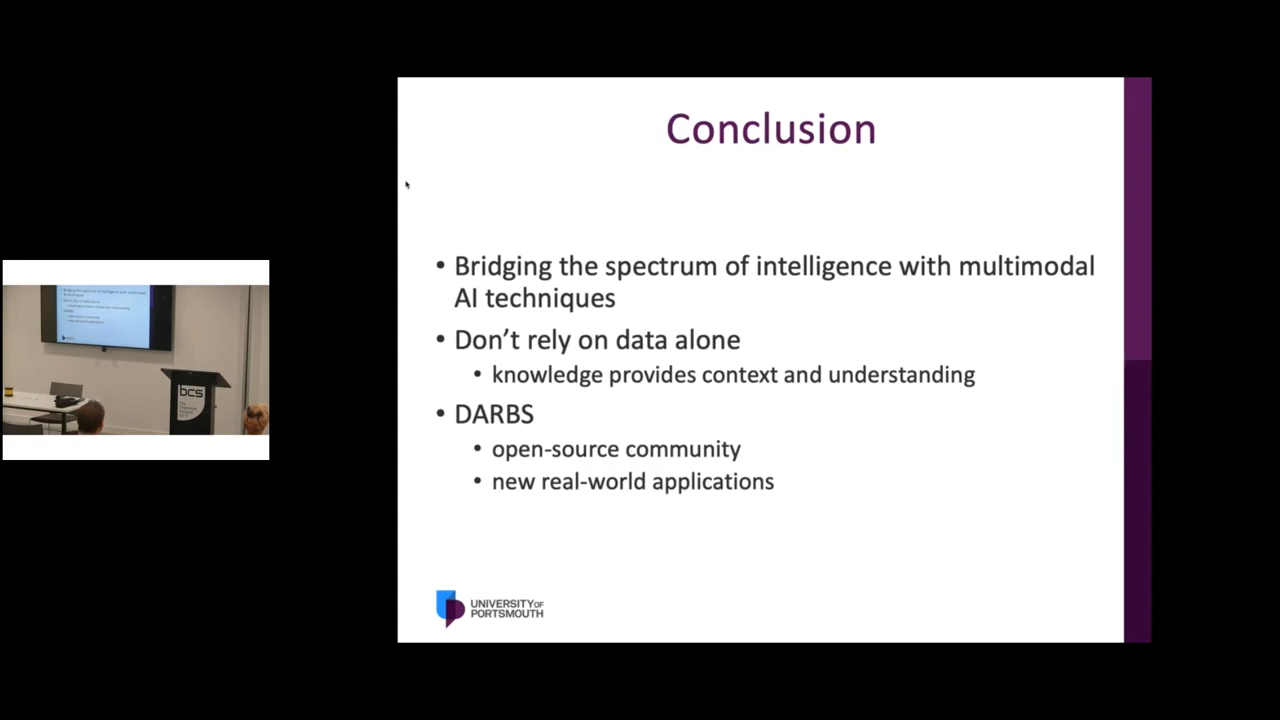 Conclusion
• Bridging the spectrum of intelligence with multimodal
AI techniques
• Don’t rely on data alone
• knowledge provides context and understanding
• DARBS
• open-source community
• new real-world applications
UNIVERSITY OF
PORTSMOUTH
bcs